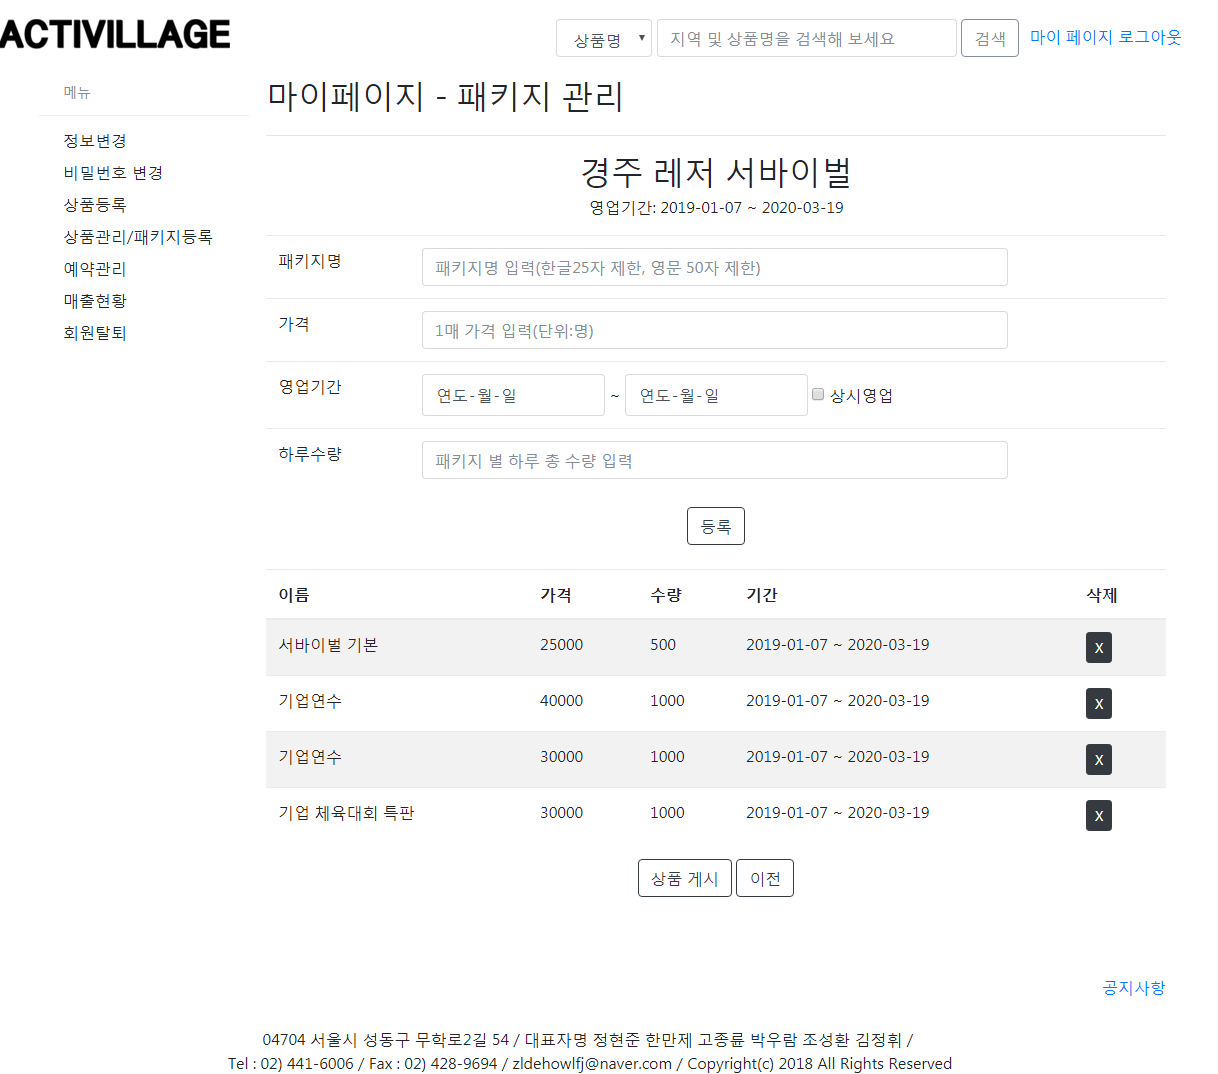 ACTIVILLAGE
상품명 지역 및 상품명을 검색해 보세요 검색 마이 페이지 로그아웃
메뉴
정보변경
비밀번호 변경
상품등록
상품관리/패키지등록
예약관리
매출현황
회원탈퇴
마이페이지 - 패키지 관리
경주 레저 서바이벌
영업기간: 2019-01-07 ~ 2020-03-19
패키지명 패키지명 입력(한글25자 제한, 영문 50자 제한)
가격 1매 가격 입력(단위:명)
영업기간 연도-월-일 ~ 연도-월-일 상시영업
하루수량 패키지 별 하루 총 수량 입력
등록
이름 가격 수량 기간 삭제
서바이벌 기본 25000 500 2019-01-07 ~ 2020-03-19 X
기업연수 40000 1000 2019-01-07 ~ 2020-03-19 X
기업연수 30000 1000 2019-01-07 ~ 2020-03-19 X
기업 체육대회 특판 30000 1000 2019-01-07 ~ 2020-03-19 X
상품 게시 이전
공지사항
04704 서울시 성동구 무학로2길 54 / 대표자명 정현준 한만제 고종륜 박우람 조성환 김정휘 /
Tel : 02) 441-6006 / Fax : 02) 428-9694 / zldehowlfj@naver.com / Copyright(c) 2018 All Rights Reserved